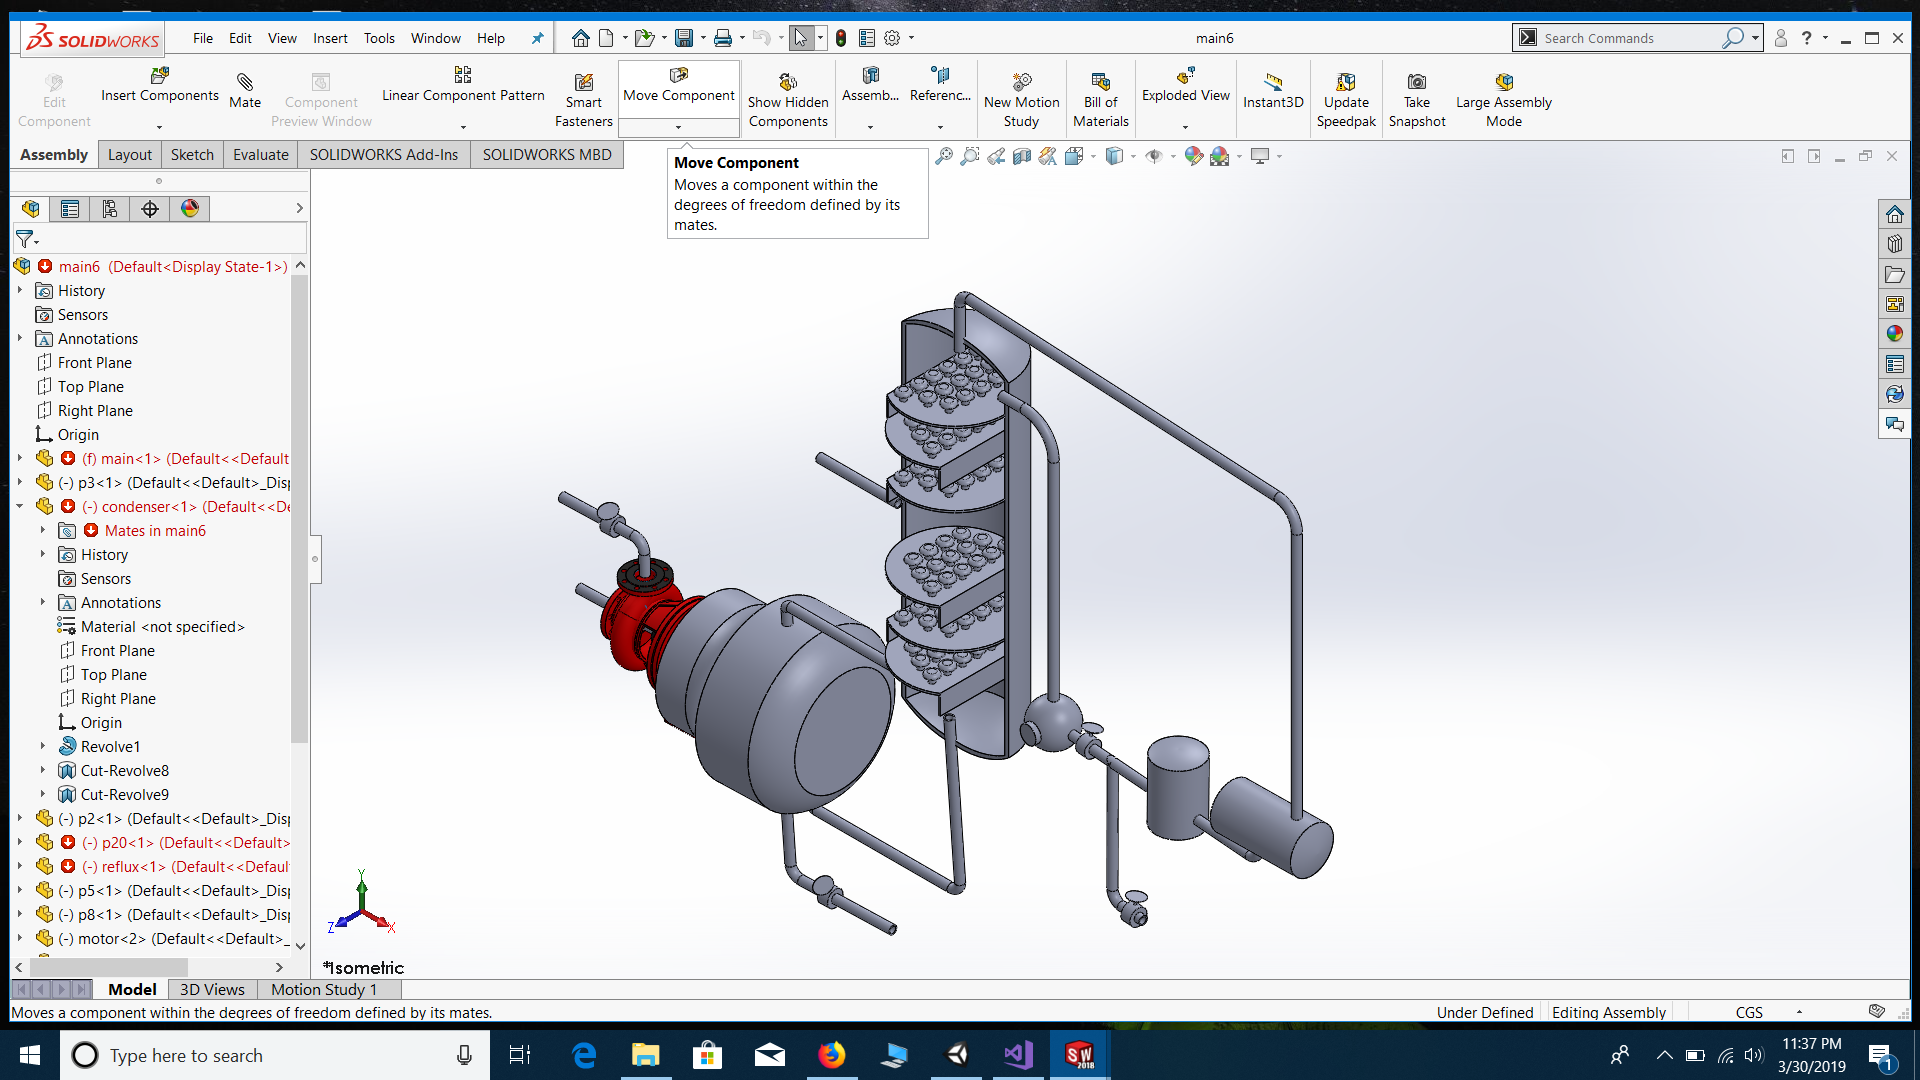 SOLIDWORKS
File Edit View Insert Tools Window Help
main6
Search Commands
Edit Component
Insert Components
Mate
Component Preview Window
Linear Component Pattern
Smart Fasteners
Move Component
Show Hidden Components
Assemb...
Referenc...
New Motion Study
Bill of Materials
Exploded View
Instant3D
Update Speedpak
Take Snapshot
Large Assembly Mode
Assembly Layout Sketch Evaluate SOLIDWORKS Add-Ins SOLIDWORKS MBD
Move Component
Moves a component within the
degrees of freedom defined by its
mates.
main6 (Default<Display State-1>)
History
Sensors
Annotations
Front Plane
Top Plane
Right Plane
Origin
(f) main<1> (Default<<Default
(-) p3<1> (Default<<Default>_Disp
(-) condenser<1> (Default<<De
Mates in main6
History
Sensors
Annotations
Material <not specified>
Front Plane
Top Plane
Right Plane
Origin
Revolve1
Cut-Revolve8
Cut-Revolve9
(-) p2<1> (Default<<Default>_Disp
(-) p20<1> (Default<<Default>
(-) reflux<1> (Default<<Defaul
(-) p5<1> (Default<<Default>_Disp
(-) p8<1> (Default<<Default>_Disp
(-) motor<2> (Default<<Default>_
Y
Z
X
*Isometric
Model 3D Views Motion Study 1
Moves a component within the degrees of freedom defined by its mates.
Under Defined Editing Assembly CGS
Type here to search
SW
2018
11:37 PM
3/30/2019
1